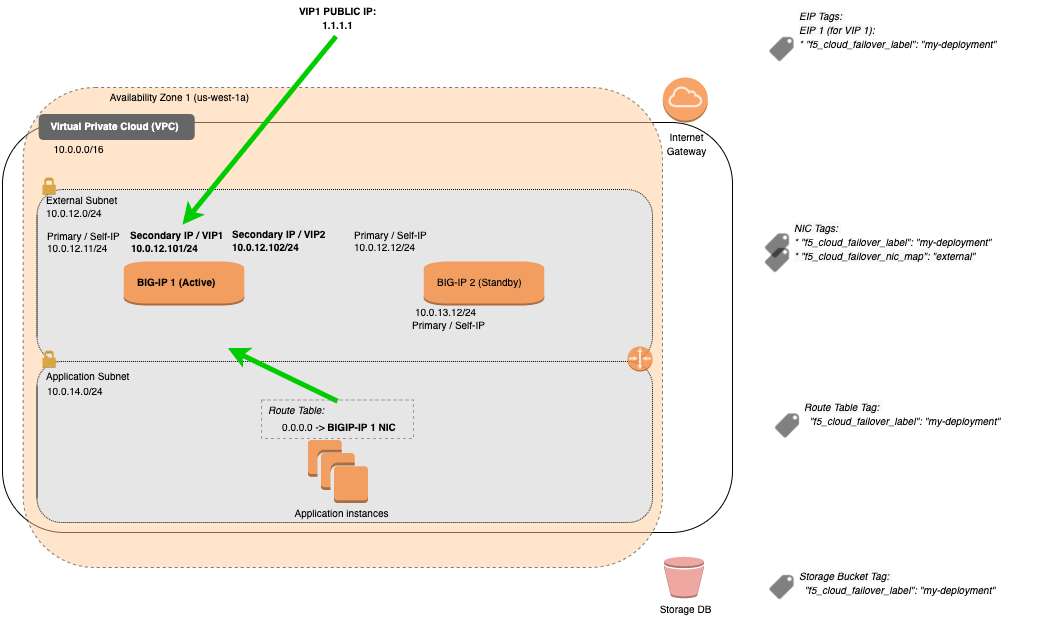 VIP1 PUBLIC IP:
1.1.1.1
EIP Tags:
EIP 1 (for VIP 1):
* "f5_cloud_failover_label": "my-deployment"
Availability Zone 1 (us-west-1a)
Virtual Private Cloud (VPC)
10.0.0.0/16
Internet
Gateway
External Subnet
10.0.12.0/24
Primary / Self-IP
10.0.12.11/24
Secondary IP / VIP1
10.0.12.101/24
Secondary IP / VIP2
10.0.12.102/24
Primary / Self-IP
10.0.12.12/24
NIC Tags:
* "f5_cloud_failover_label": "my-deployment"
* "f5_cloud_failover_nic_map": "external"
BIG-IP 1 (Active)
BIG-IP 2 (Standby)
10.0.13.12/24
Primary / Self-IP
Application Subnet
10.0.14.0/24
Route Table:
0.0.0.0 -> BIGIP-IP 1 NIC
Application instances
Route Table Tag:
"f5_cloud_failover_label": "my-deployment"
Storage DB
Storage Bucket Tag:
"f5_cloud_failover_label": "my-deployment"